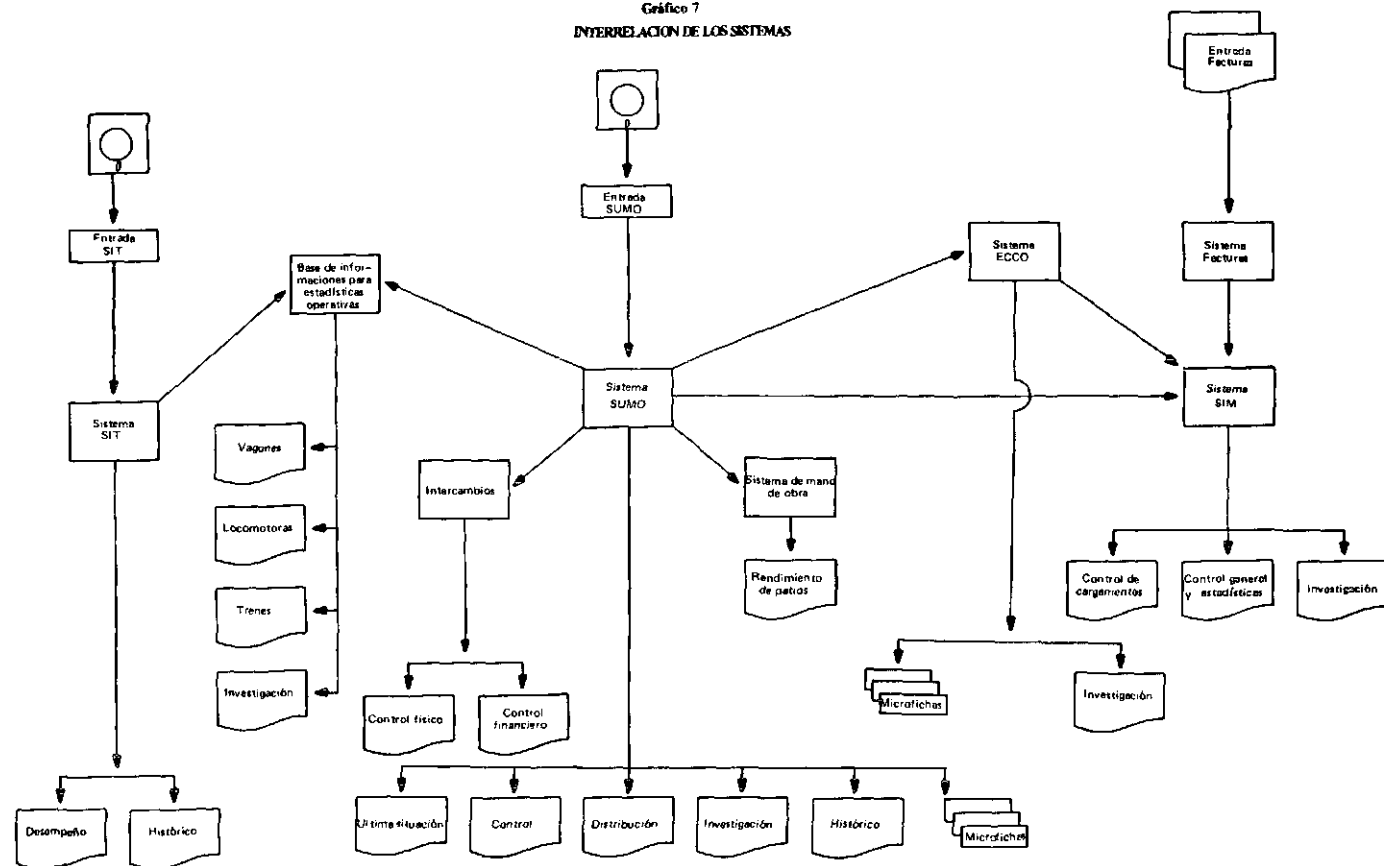 Gráfico 7
INTERRELACION DE LOS SISTEMAS
Entrada
Facturas
Entrada
SUMO
Entrada
SIT
Sistema
ECCO
Sistema
Facturas
Base de infor-
maciones para
estadísticas
operativas
Sistema
SUMO
Sistema
SIM
Sistema
SIT
Vagones
Intercambios
Sistema de mano
de obra
Locomotoras
Rendimiento
de patios
Control de
cargamentos
Control general
y estadísticas
Investigación
Trenes
Investigación
Control físico
Control
financiero
Microfichas
Investigación
Desempeño
Histórico
Ultima situación
Control
Distribución
Investigación
Histórico
Microfichas